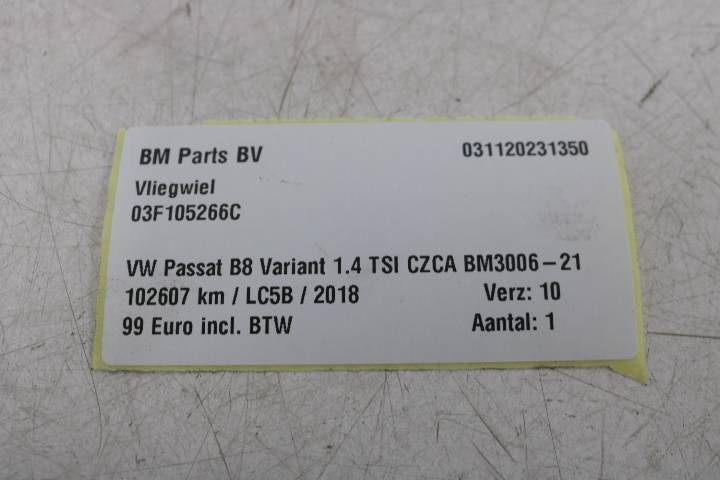 BM Parts BV 031120231350
Vliegwiel
03F105266C
VW Passat B8 Variant 1.4 TSI CZCA BM3006-21
102607 km / LC5B / 2018 Verz: 10
99 Euro incl. BTW Aantal: 1